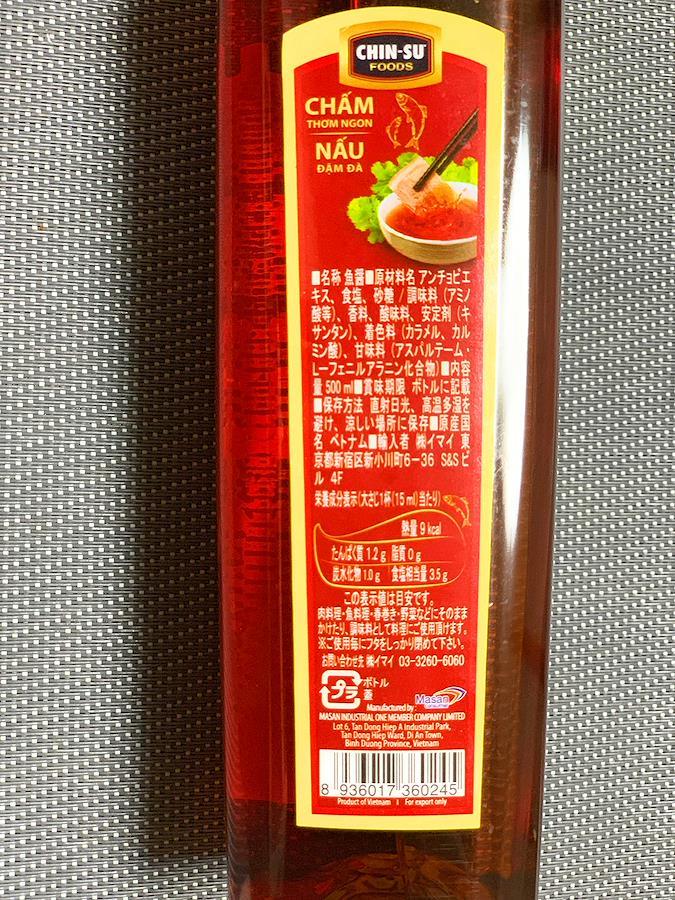 CHIN-SU
FOODS
CHẤM
THƠM NGON
NẤU
ĐẬM ĐÀ
■名称 魚醤■原材料名 アンチョビエ
キス、食塩、砂糖 / 調味料 (アミノ
酸等)、香料、酸味料、安定剤 (キ
サンタン)、着色料 (カラメル、カル
ミン酸)、甘味料 (アスパルテーム・
L-フェニルアラニン化合物)■内容
量 500 ml■賞味期限 ボトルに記載
■保存方法 直射日光、高温多湿を
避け、涼しい場所に保存■原産国
名 ベトナム■輸入者 ㈱イマイ 東
京都新宿区新小川町6-36 S&Sビ
ル 4F
栄養成分表示(大さじ1杯(15 ml)当たり)
熱量 9 kcal
たんぱく質 1.2 g 脂質 0 g
炭水化物 1.0 g 食塩相当量 3.5 g
この表示値は目安です。
肉料理・魚料理・春巻き・野菜などにそのまま
かけたり、調味料として料理にご使用頂けます。
※ご使用毎にフタをしっかり閉めて下さい。
お問い合わせ先 ㈱イマイ 03-3260-6060
プラ
ボトル
蓋
Masan
CONSUMER
Manufactured by :
MASAN INDUSTRIAL ONE MEMBER COMPANY LIMITED
Lot 6, Tan Dong Hiep A Industrial Park,
Tan Dong Hiep Ward, Di An Town,
Binh Duong Province, Vietnam
8 936017 360245
Product of Vietnam | For export only